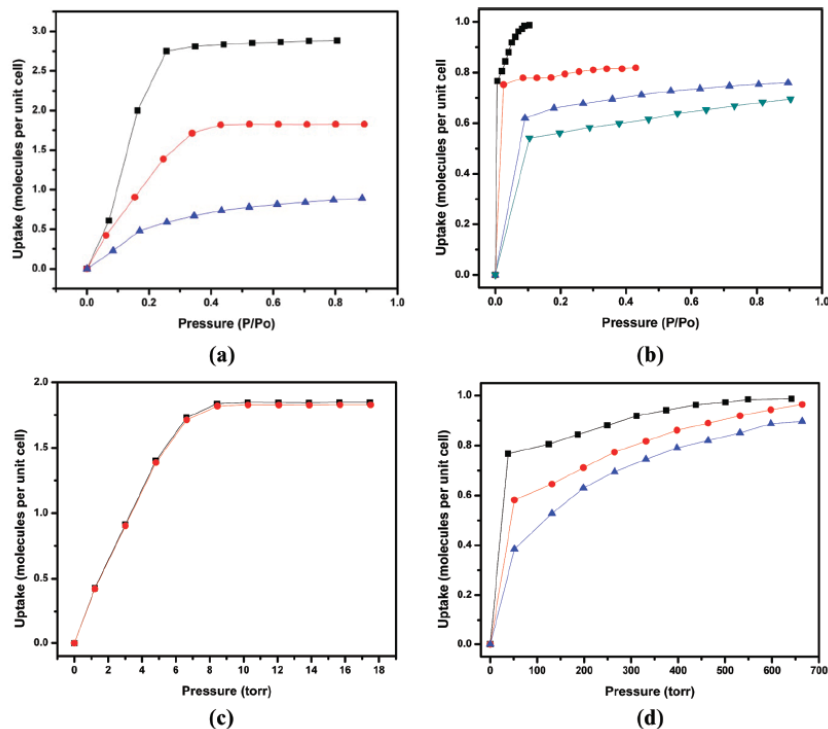 3.0
2.5
2.0
1.5
1.0
0.5
0.0
Uptake (molecules per unit cell)
0.0 0.2 0.4 0.6 0.8 1.0
Pressure (P/Po)
(a)
1.0
0.8
0.6
0.4
0.2
0.0
Uptake (molecules per unit cell)
0.0 0.2 0.4 0.6 0.8 1.0
Pressure (P/Po)
(b)
2.0
1.5
1.0
0.5
0.0
Uptake (molecules per unit cell)
0 2 4 6 8 10 12 14 16 18
Pressure (torr)
(c)
1.0
0.8
0.6
0.4
0.2
0.0
Uptake (molecules per unit cell)
0 100 200 300 400 500 600 700
Pressure (torr)
(d)